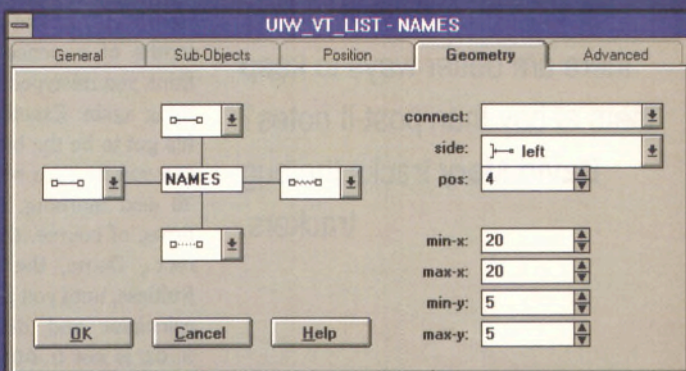 UIW_VT_LIST - NAMES
General
Sub-Objects
Position
Geometry
Advanced
NAMES
connect:
side: left
pos: 4
min-x: 20
max-x: 20
min-y: 5
max-y: 5
OK
Cancel
Help